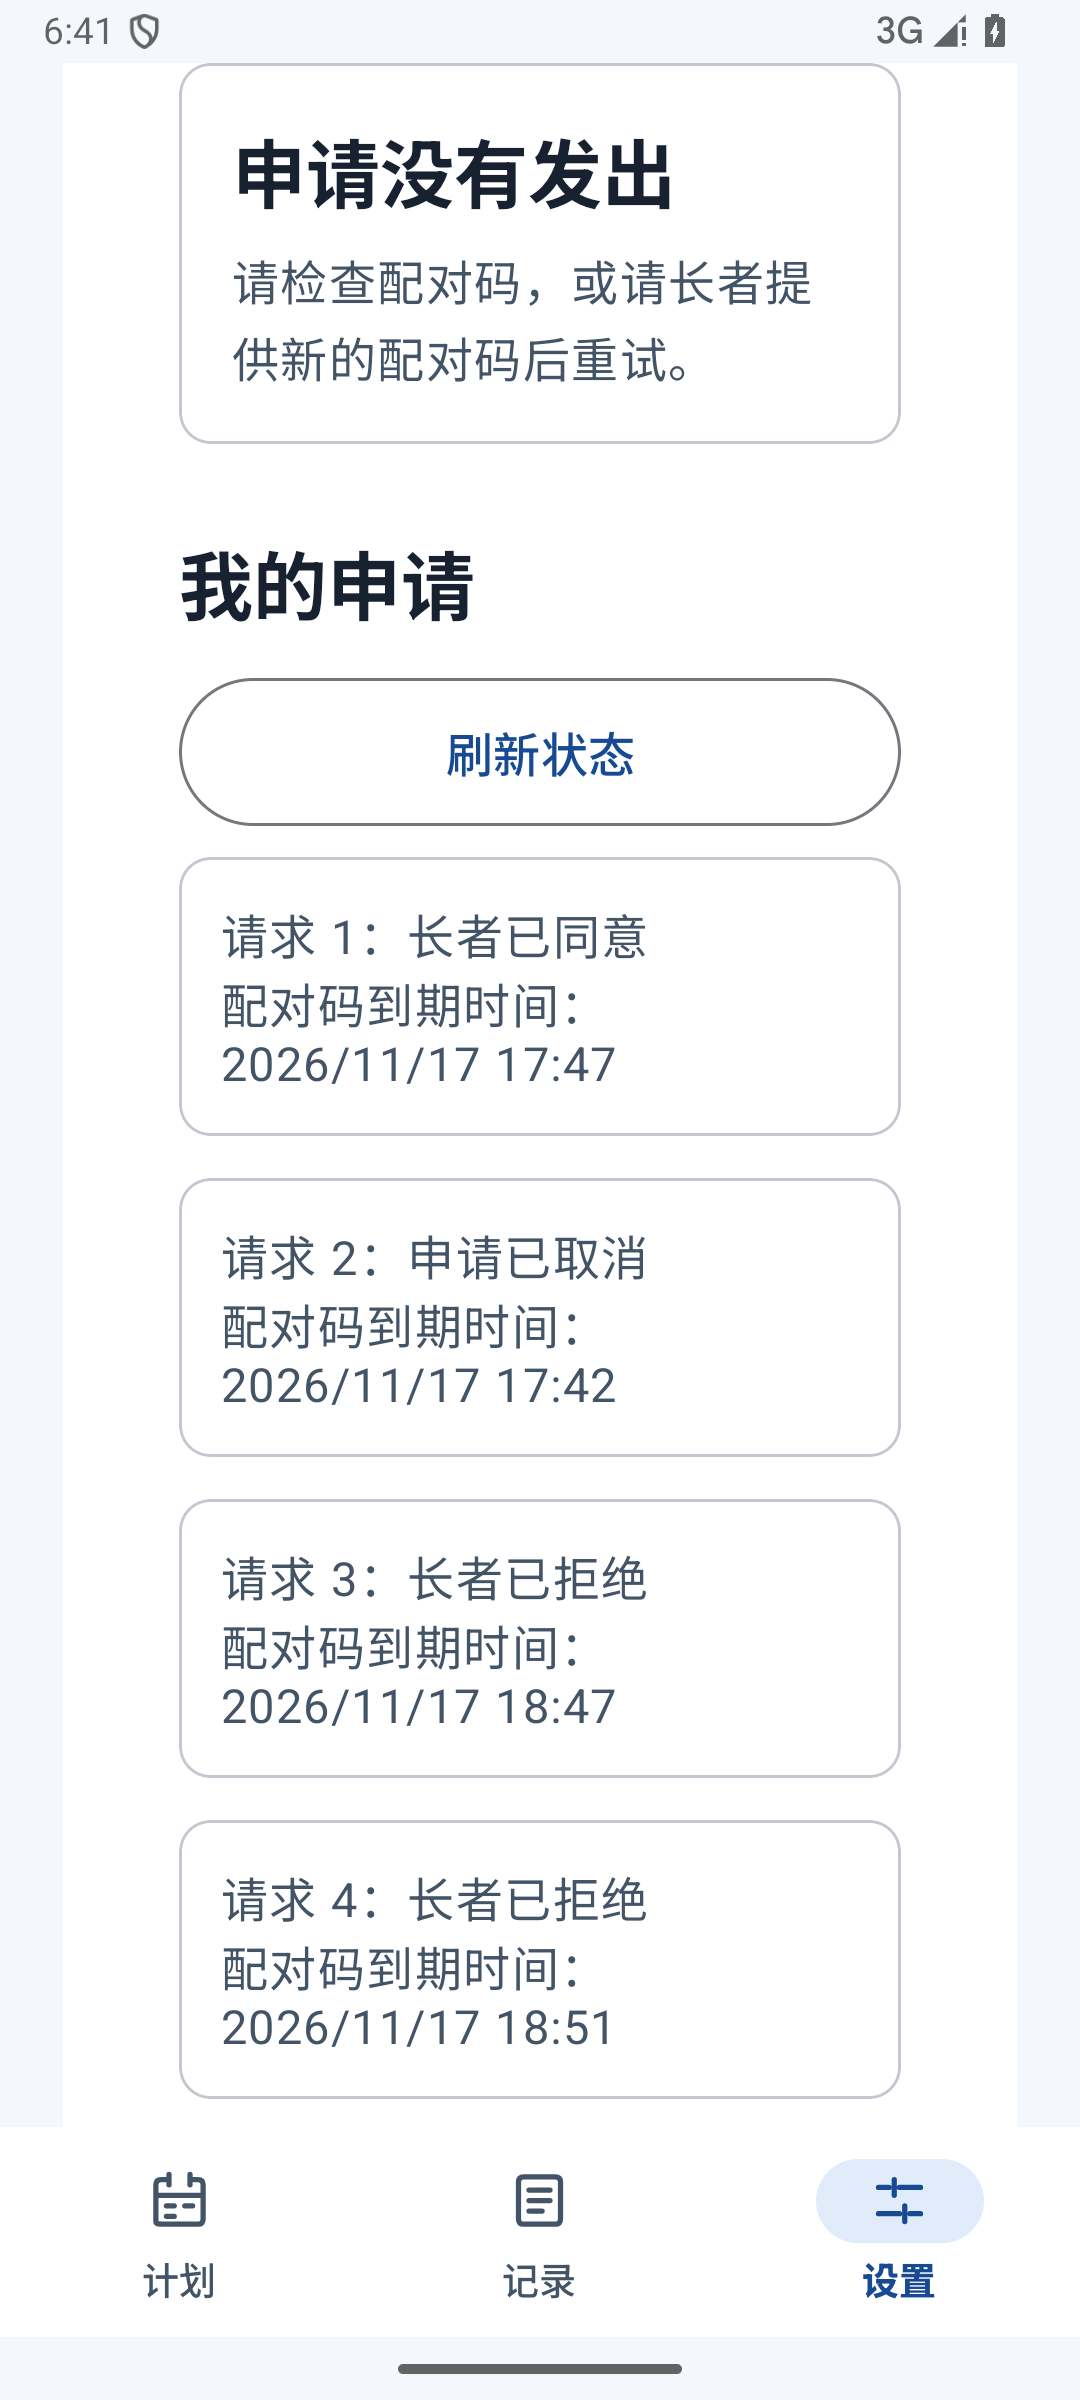 6:41
3G
申请没有发出
请检查配对码，或请长者提
供新的配对码后重试。
我的申请
刷新状态
请求 1：长者已同意
配对码到期时间：
2026/11/17 17:47
请求 2：申请已取消
配对码到期时间：
2026/11/17 17:42
请求 3：长者已拒绝
配对码到期时间：
2026/11/17 18:47
请求 4：长者已拒绝
配对码到期时间：
2026/11/17 18:51
计划
记录
设置